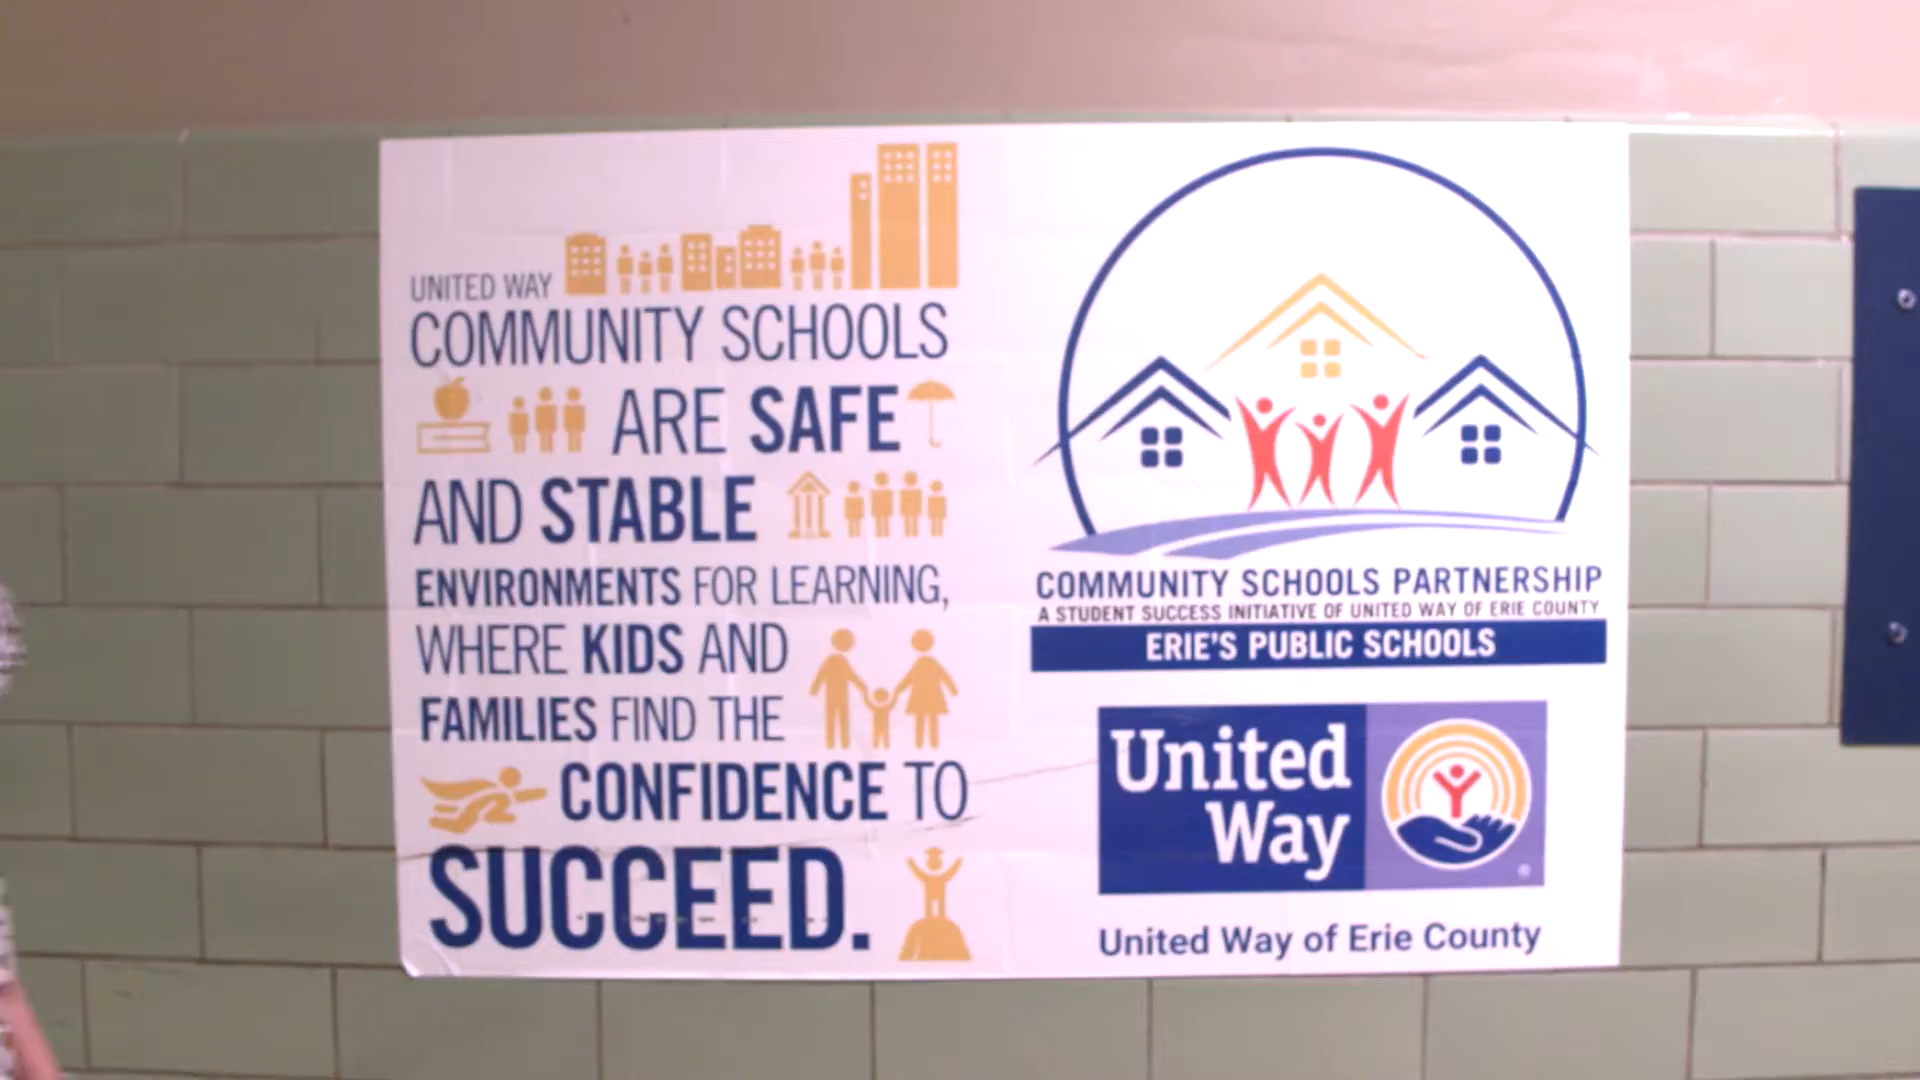 UNITED WAY
COMMUNITY SCHOOLS
ARE SAFE
AND STABLE
ENVIRONMENTS FOR LEARNING,
WHERE KIDS AND
FAMILIES FIND THE
CONFIDENCE TO
SUCCEED.
COMMUNITY SCHOOLS PARTNERSHIP
A STUDENT SUCCESS INITIATIVE OF UNITED WAY OF ERIE COUNTY
ERIE'S PUBLIC SCHOOLS
United
Way
®
United Way of Erie County